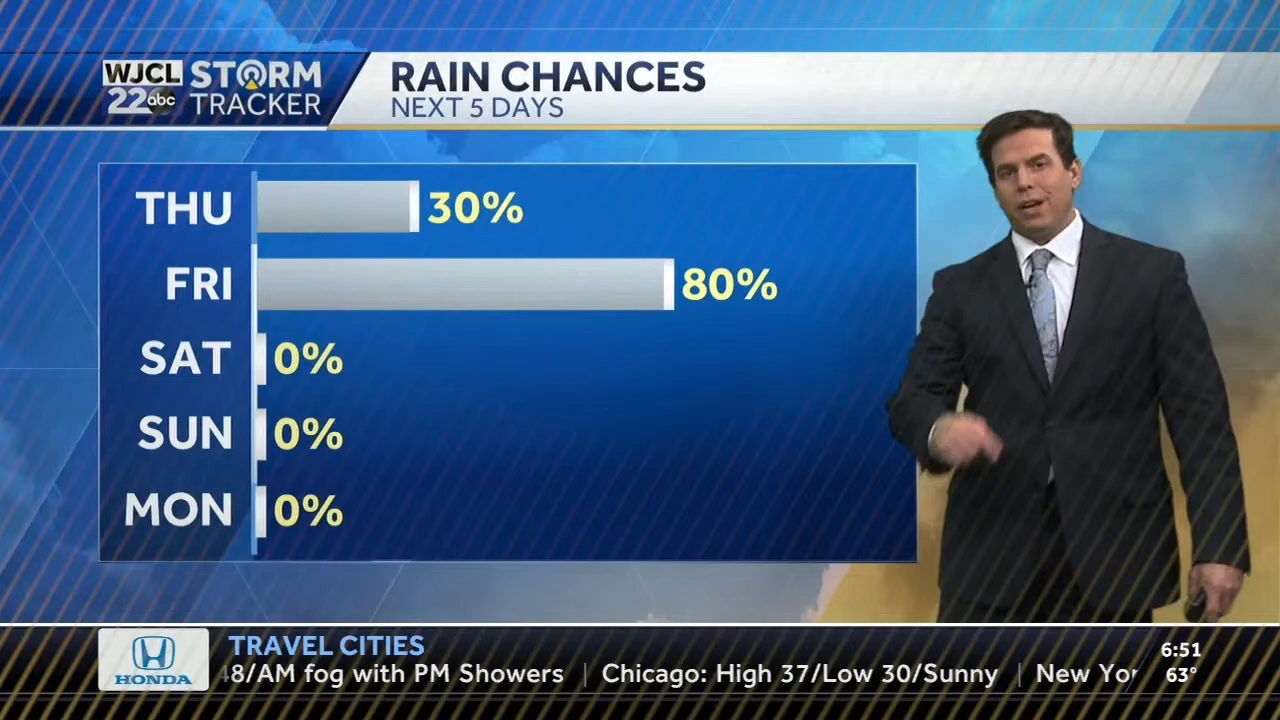 WJCL
22 abc
STORM
TRACKER
RAIN CHANCES
NEXT 5 DAYS
THU 30%
FRI 80%
SAT 0%
SUN 0%
MON 0%
HONDA
TRAVEL CITIES
48/AM fog with PM Showers | Chicago: High 37/Low 30/Sunny | New Yor
6:51
63°